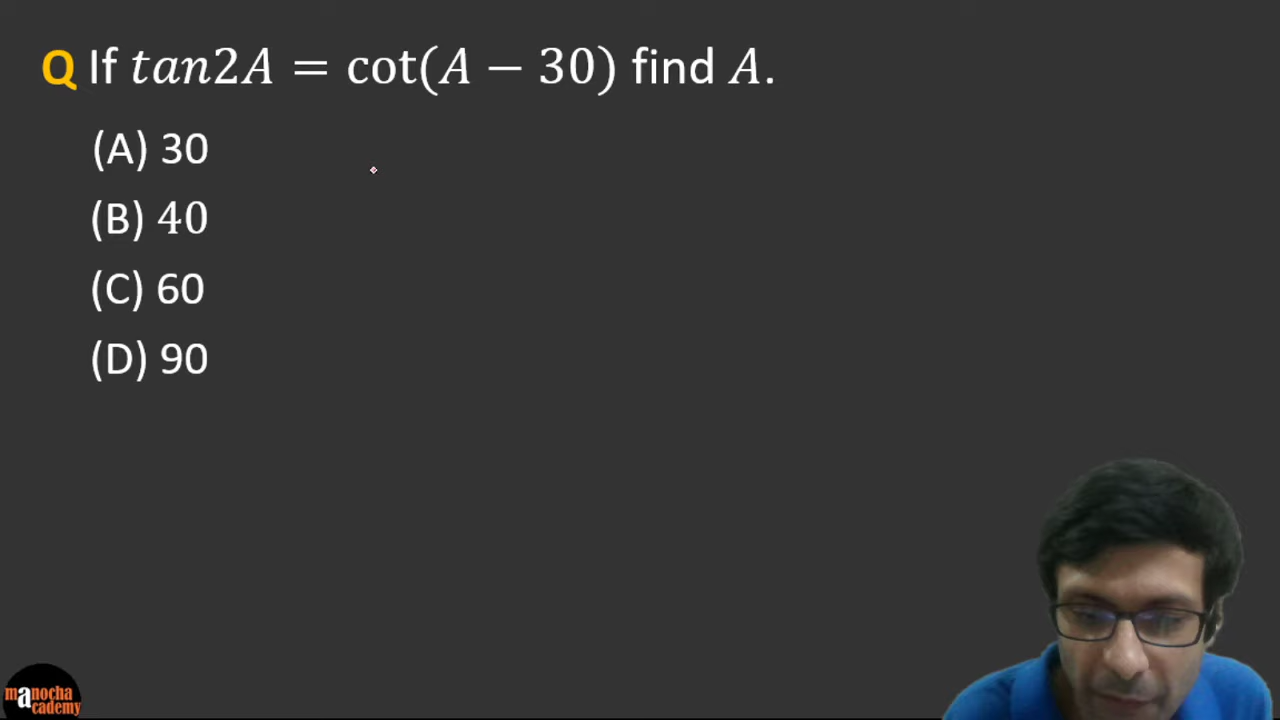 Q If tan2A = cot(A − 30) find A.
(A) 30
(B) 40
(C) 60
(D) 90
manocha
academy